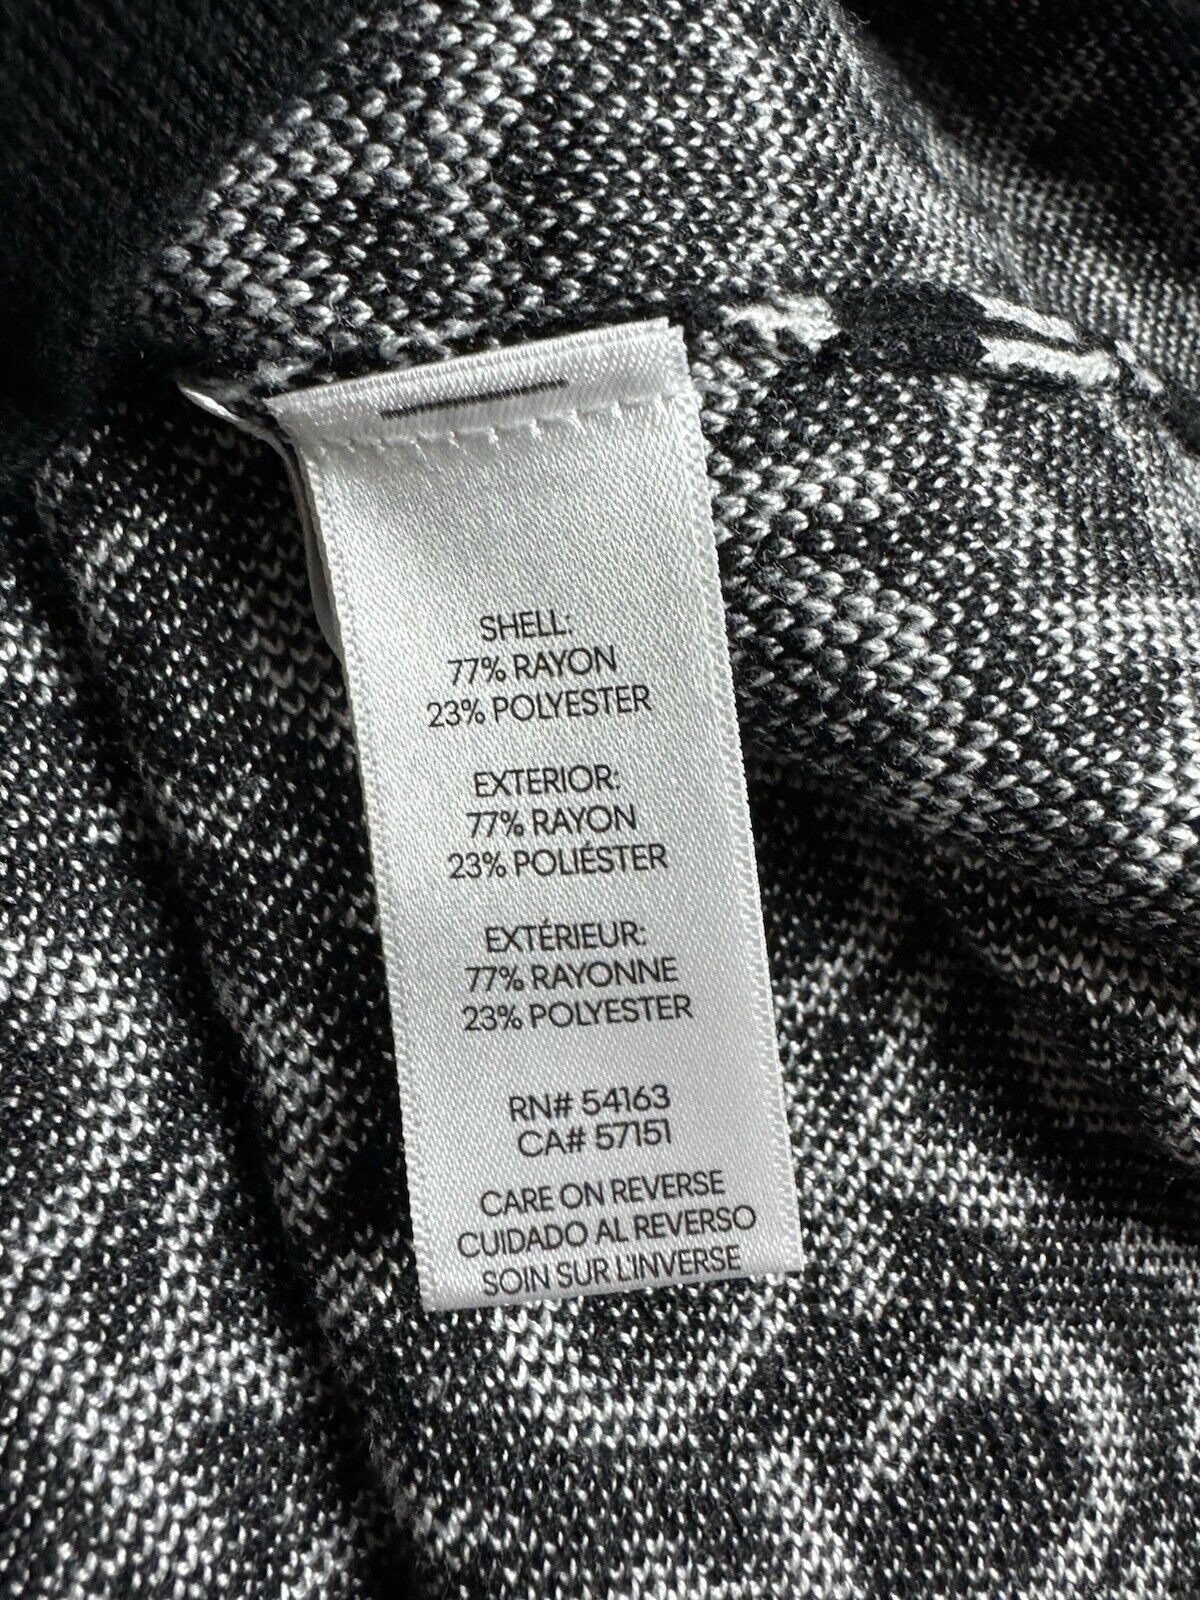 SHELL:
77% RAYON
23% POLYESTER
EXTERIOR:
77% RAYON
23% POLIÉSTER
EXTÉRIEUR:
77% RAYONNE
23% POLYESTER
RN# 54163
CA# 57151
CARE ON REVERSE
CUIDADO AL REVERSO
SOIN SUR L'INVERSE